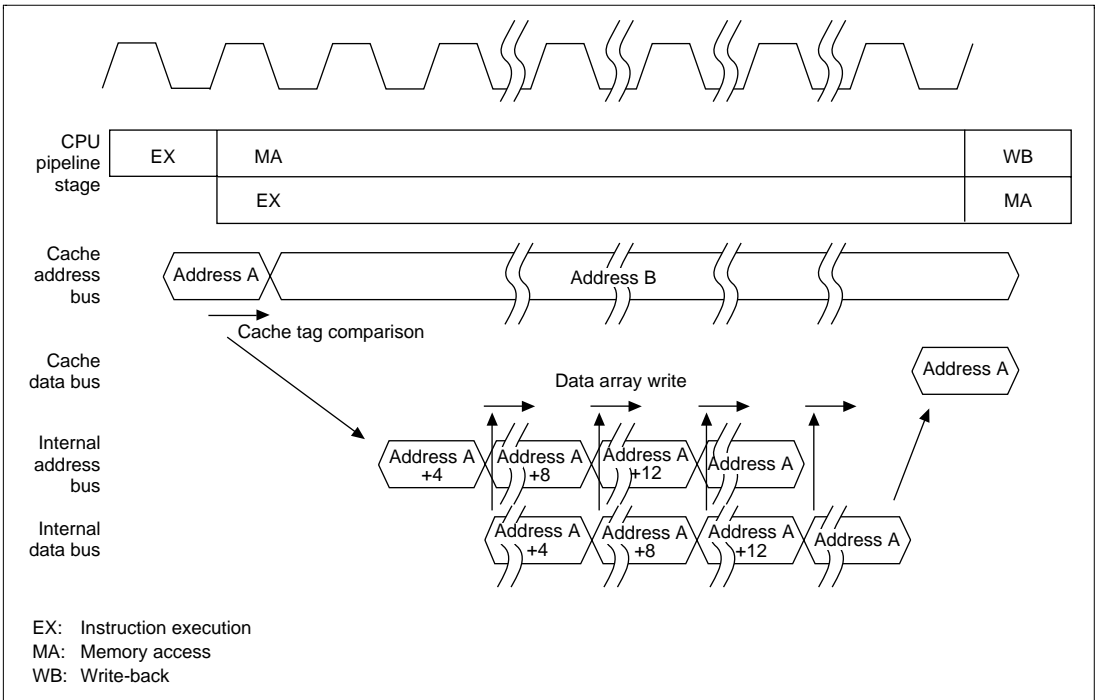 CPU
pipeline
stage
EX
MA
WB
EX
MA
Cache
address
bus
Address A
Address B
Cache tag comparison
Cache
data bus
Data array write
Address A
Internal
address
bus
Address A
+4
Address A
+8
Address A
+12
Address A
Internal
data bus
Address A
+4
Address A
+8
Address A
+12
Address A
EX: Instruction execution
MA: Memory access
WB: Write-back